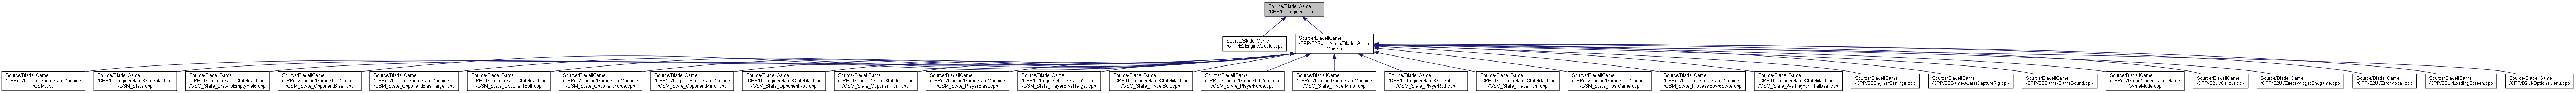 Source/BladeIIGame
/CPP/B2Engine/Dealer.h
Source/BladeIIGame
/CPP/B2Engine/Dealer.cpp
Source/BladeIIGame
/CPP/B2GameMode/BladeIIGame
Mode.h
Source/BladeIIGame
/CPP/B2Engine/GameStateMachine
/GSM.cpp
Source/BladeIIGame
/CPP/B2Engine/GameStateMachine
/GSM_State.cpp
Source/BladeIIGame
/CPP/B2Engine/GameStateMachine
/GSM_State_DrawToEmptyField.cpp
Source/BladeIIGame
/CPP/B2Engine/GameStateMachine
/GSM_State_OpponentBlast.cpp
Source/BladeIIGame
/CPP/B2Engine/GameStateMachine
/GSM_State_OpponentBlastTarget.cpp
Source/BladeIIGame
/CPP/B2Engine/GameStateMachine
/GSM_State_OpponentBolt.cpp
Source/BladeIIGame
/CPP/B2Engine/GameStateMachine
/GSM_State_OpponentForce.cpp
Source/BladeIIGame
/CPP/B2Engine/GameStateMachine
/GSM_State_OpponentMirror.cpp
Source/BladeIIGame
/CPP/B2Engine/GameStateMachine
/GSM_State_OpponentRod.cpp
Source/BladeIIGame
/CPP/B2Engine/GameStateMachine
/GSM_State_OpponentTurn.cpp
Source/BladeIIGame
/CPP/B2Engine/GameStateMachine
/GSM_State_PlayerBlast.cpp
Source/BladeIIGame
/CPP/B2Engine/GameStateMachine
/GSM_State_PlayerBlastTarget.cpp
Source/BladeIIGame
/CPP/B2Engine/GameStateMachine
/GSM_State_PlayerBolt.cpp
Source/BladeIIGame
/CPP/B2Engine/GameStateMachine
/GSM_State_PlayerForce.cpp
Source/BladeIIGame
/CPP/B2Engine/GameStateMachine
/GSM_State_PlayerMirror.cpp
Source/BladeIIGame
/CPP/B2Engine/GameStateMachine
/GSM_State_PlayerRod.cpp
Source/BladeIIGame
/CPP/B2Engine/GameStateMachine
/GSM_State_PlayerTurn.cpp
Source/BladeIIGame
/CPP/B2Engine/GameStateMachine
/GSM_State_PostGame.cpp
Source/BladeIIGame
/CPP/B2Engine/GameStateMachine
/GSM_State_ProcessBoardState.cpp
Source/BladeIIGame
/CPP/B2Engine/GameStateMachine
/GSM_State_WaitingForInitialDeal.cpp
Source/BladeIIGame
/CPP/B2Engine/Settings.cpp
Source/BladeIIGame
/CPP/B2Game/AvatarCaptureRig.cpp
Source/BladeIIGame
/CPP/B2Game/GameSound.cpp
Source/BladeIIGame
/CPP/B2GameMode/BladeIIGame
GameMode.cpp
Source/BladeIIGame
/CPP/B2UI/Callout.cpp
Source/BladeIIGame
/CPP/B2UI/EffectWidgetEndgame.cpp
Source/BladeIIGame
/CPP/B2UI/ErrorModal.cpp
Source/BladeIIGame
/CPP/B2UI/LoadingScreen.cpp
Source/BladeIIGame
/CPP/B2UI/OptionsMenu.cpp